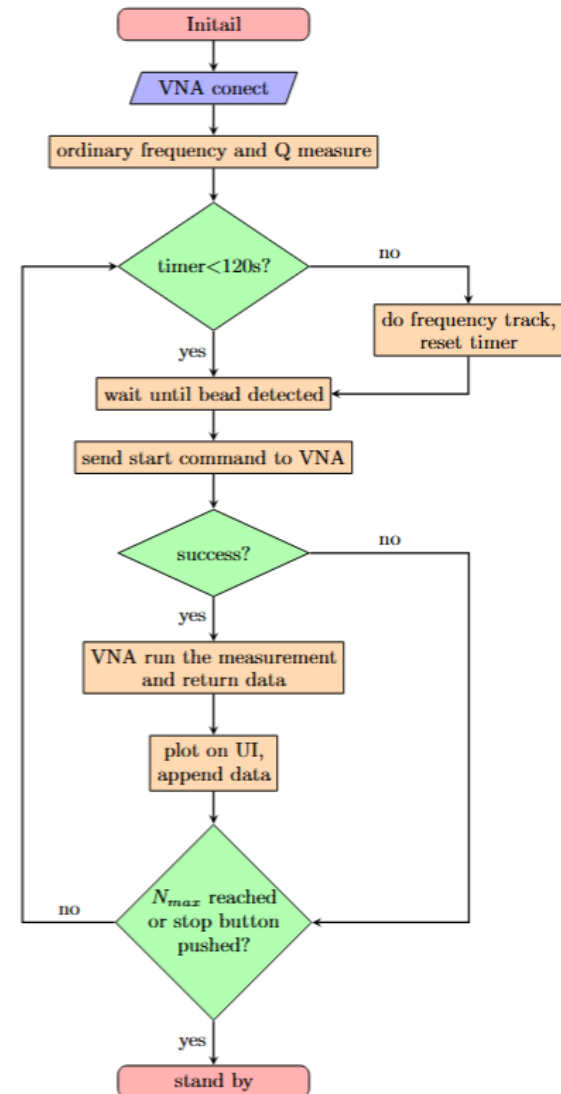 Initail
VNA conect
ordinary frequency and Q measure
timer<120s?
no
do frequency track,
reset timer
yes
wait until bead detected
send start command to VNA
success?
no
yes
VNA run the measurement
and return data
plot on UI,
append data
N_{max} reached
or stop button
pushed?
no
yes
stand by